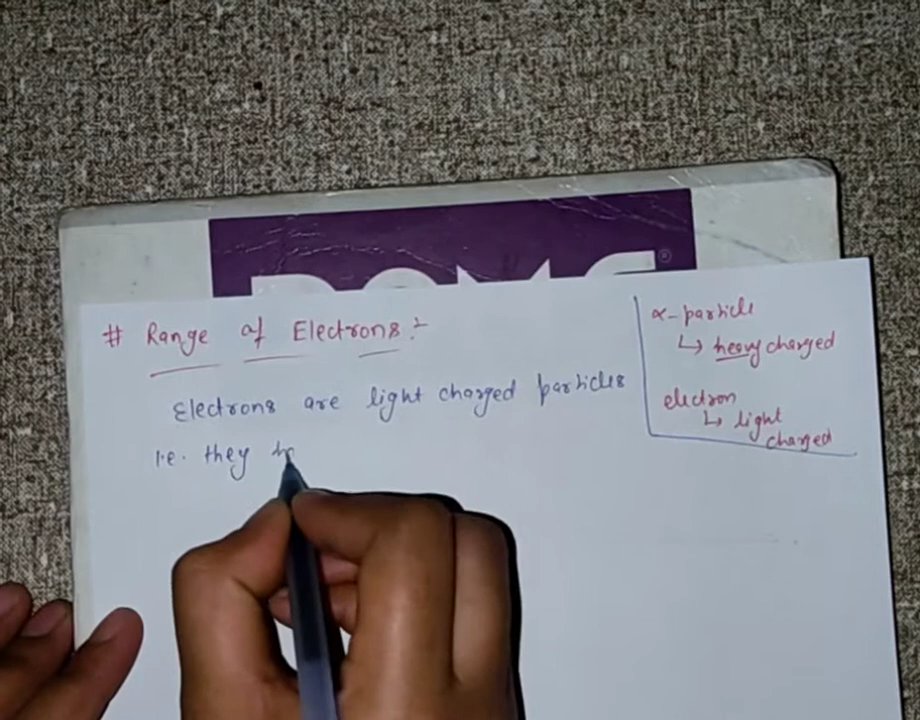 # Range of Electrons:-
Electrons are light charged particles
i.e. they
α-particle
↳ heavy charged
electron
↳ light
charged
®